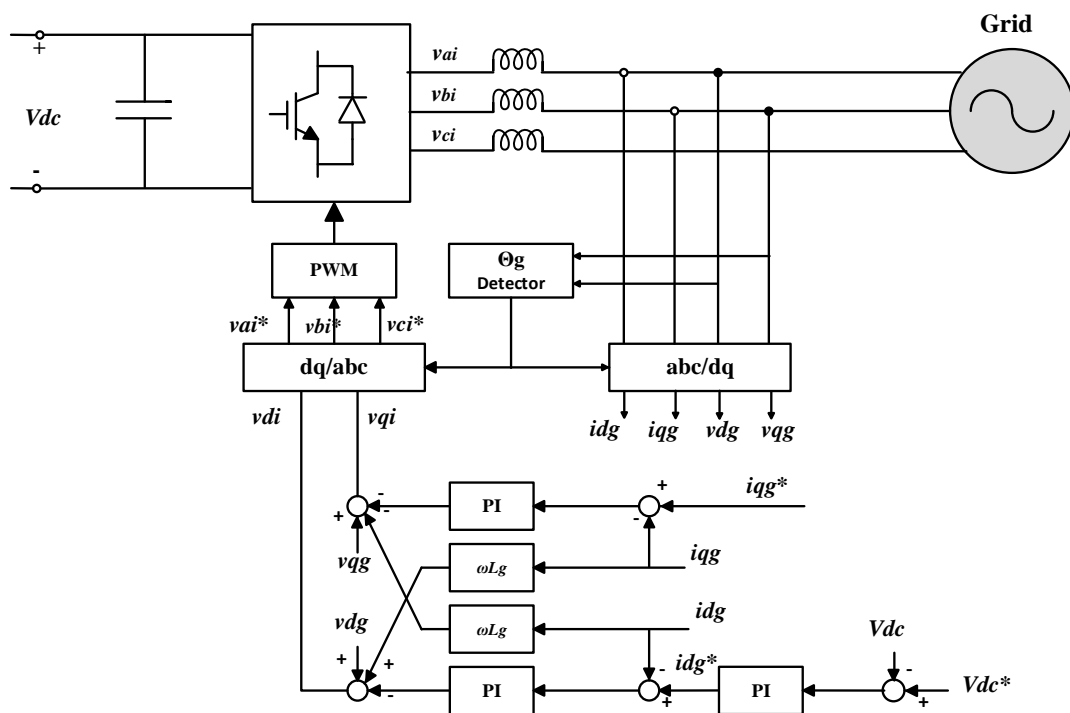 Grid
+
Vdc
-
vai
vbi
vci
PWM
Θg
Detector
vai*
vbi*
vci*
dq/abc
abc/dq
vdi
vqi
idg
iqg
vdg
vqg
-
-
+
PI
+
-
iqg*
vqg
ωLg
iqg
vdg
ωLg
idg
+
+
-
PI
-
+
idg*
PI
Vdc
-
+
Vdc*